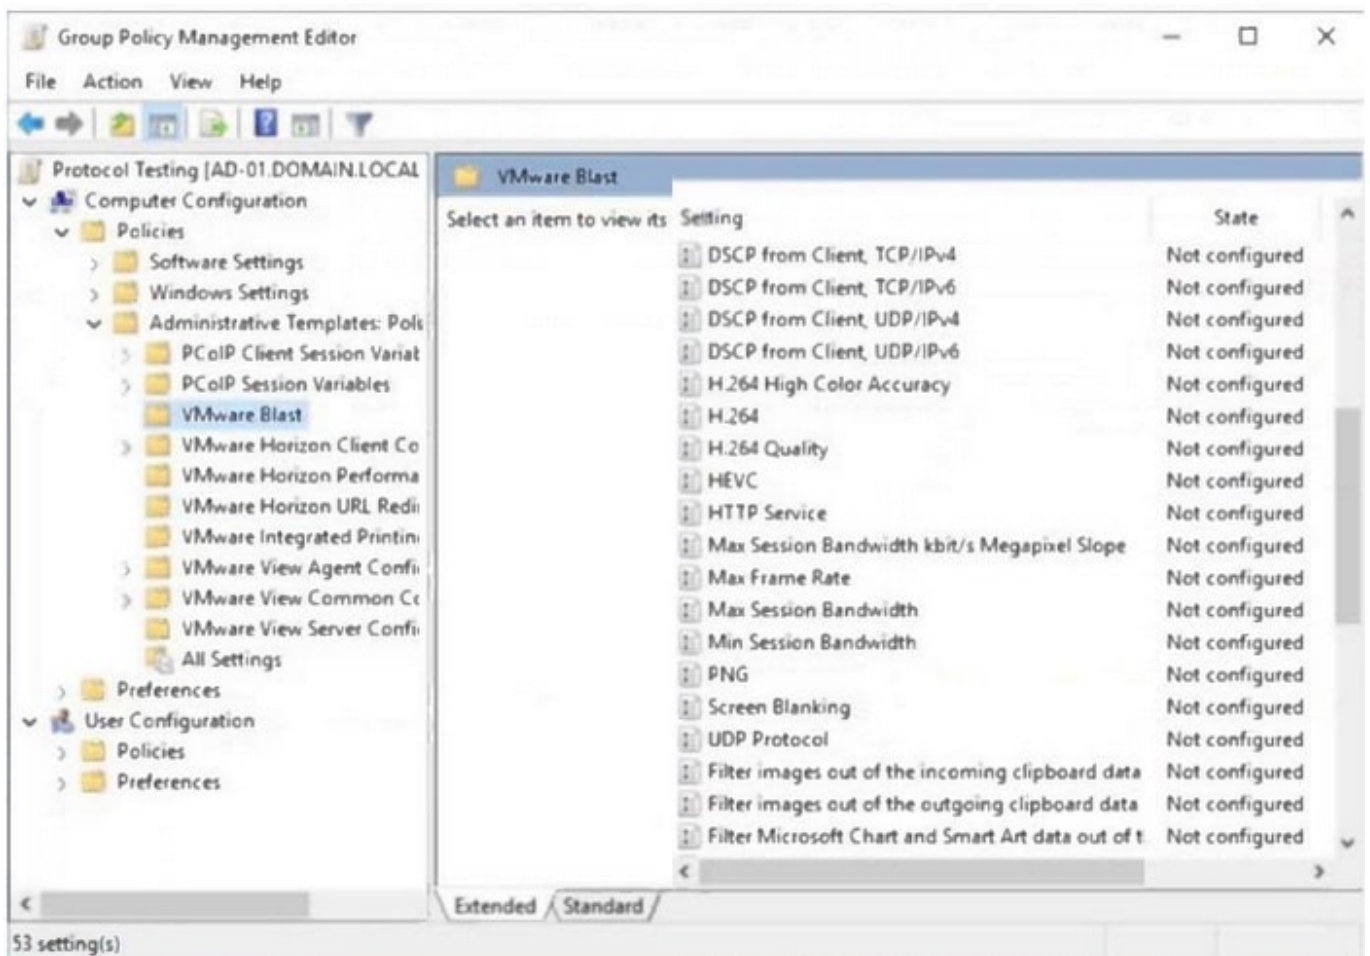 Group Policy Management Editor
File Action View Help
Protocol Testing [AD-01.DOMAIN.LOCAL
Computer Configuration
Policies
Software Settings
Windows Settings
Administrative Templates: Polic
PCoIP Client Session Variat
PCoIP Session Variables
VMware Blast
VMware Horizon Client Co
VMware Horizon Performa
VMware Horizon URL Redi
VMware Integrated Printin
VMware View Agent Confi
VMware View Common Co
VMware View Server Confi
All Settings
Preferences
User Configuration
Policies
Preferences
VMware Blast
Select an item to view its
Setting State
DSCP from Client, TCP/IPv4 Not configured
DSCP from Client, TCP/IPv6 Not configured
DSCP from Client, UDP/IPv4 Not configured
DSCP from Client, UDP/IPv6 Not configured
H.264 High Color Accuracy Not configured
H.264 Not configured
H.264 Quality Not configured
HEVC Not configured
HTTP Service Not configured
Max Session Bandwidth kbit/s Megapixel Slope Not configured
Max Frame Rate Not configured
Max Session Bandwidth Not configured
Min Session Bandwidth Not configured
PNG Not configured
Screen Blanking Not configured
UDP Protocol Not configured
Filter images out of the incoming clipboard data Not configured
Filter images out of the outgoing clipboard data Not configured
Filter Microsoft Chart and Smart Art data out of t Not configured
Extended Standard
53 setting(s)